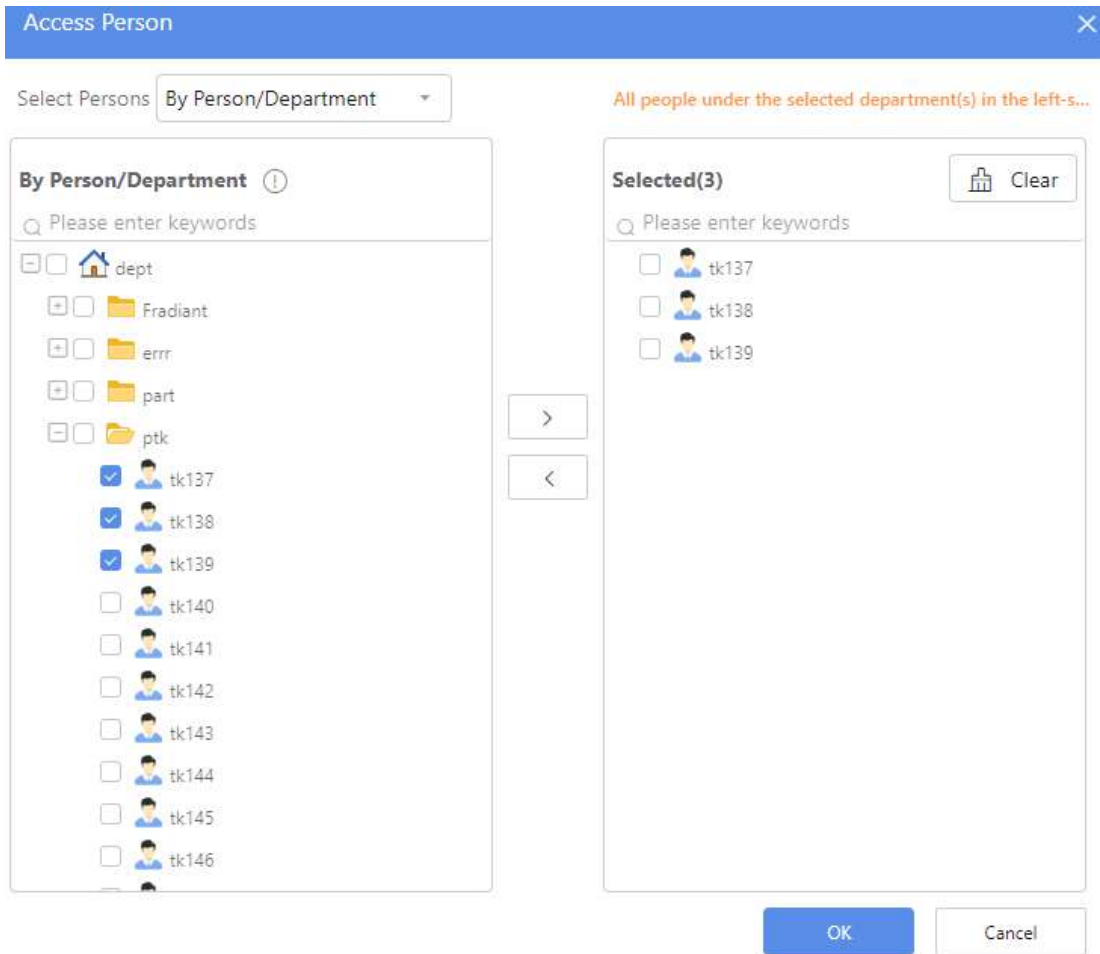 Access Person
Select Persons By Person/Department
All people under the selected department(s) in the left-s...
By Person/Department
Please enter keywords
dept
Fradiant
errr
part
ptk
tk137
tk138
tk139
tk140
tk141
tk142
tk143
tk144
tk145
tk146
>
<
Selected(3)
Clear
Please enter keywords
tk137
tk138
tk139
OK
Cancel